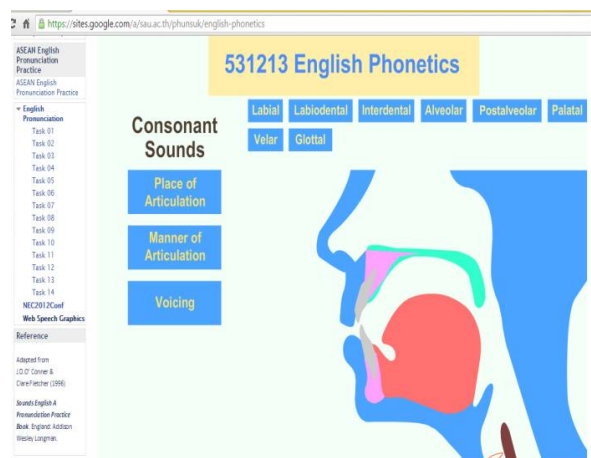 https://sites.google.com/a/sau.ac.th/phunsuk/english-phonetics
ASEAN English
Pronunciation
Practice
ASEAN English
Pronunciation Practice
English
Pronunciation
Task 01
Task 02
Task 03
Task 04
Task 05
Task 06
Task 07
Task 08
Task 09
Task 10
Task 11
Task 12
Task 13
Task 14
NEC2012Conf
Web Speech Graphics
Reference
Adapted from
J.D.O' Conner &
Clare Fletcher (1996)
Sounds English A
Pronunciation Practice
Book. England: Addison
Wesley Longman.
531213 English Phonetics
Labial Labiodental Interdental Alveolar Postalveolar Palatal
Velar Glottal
Consonant
Sounds
Place of
Articulation
Manner of
Articulation
Voicing